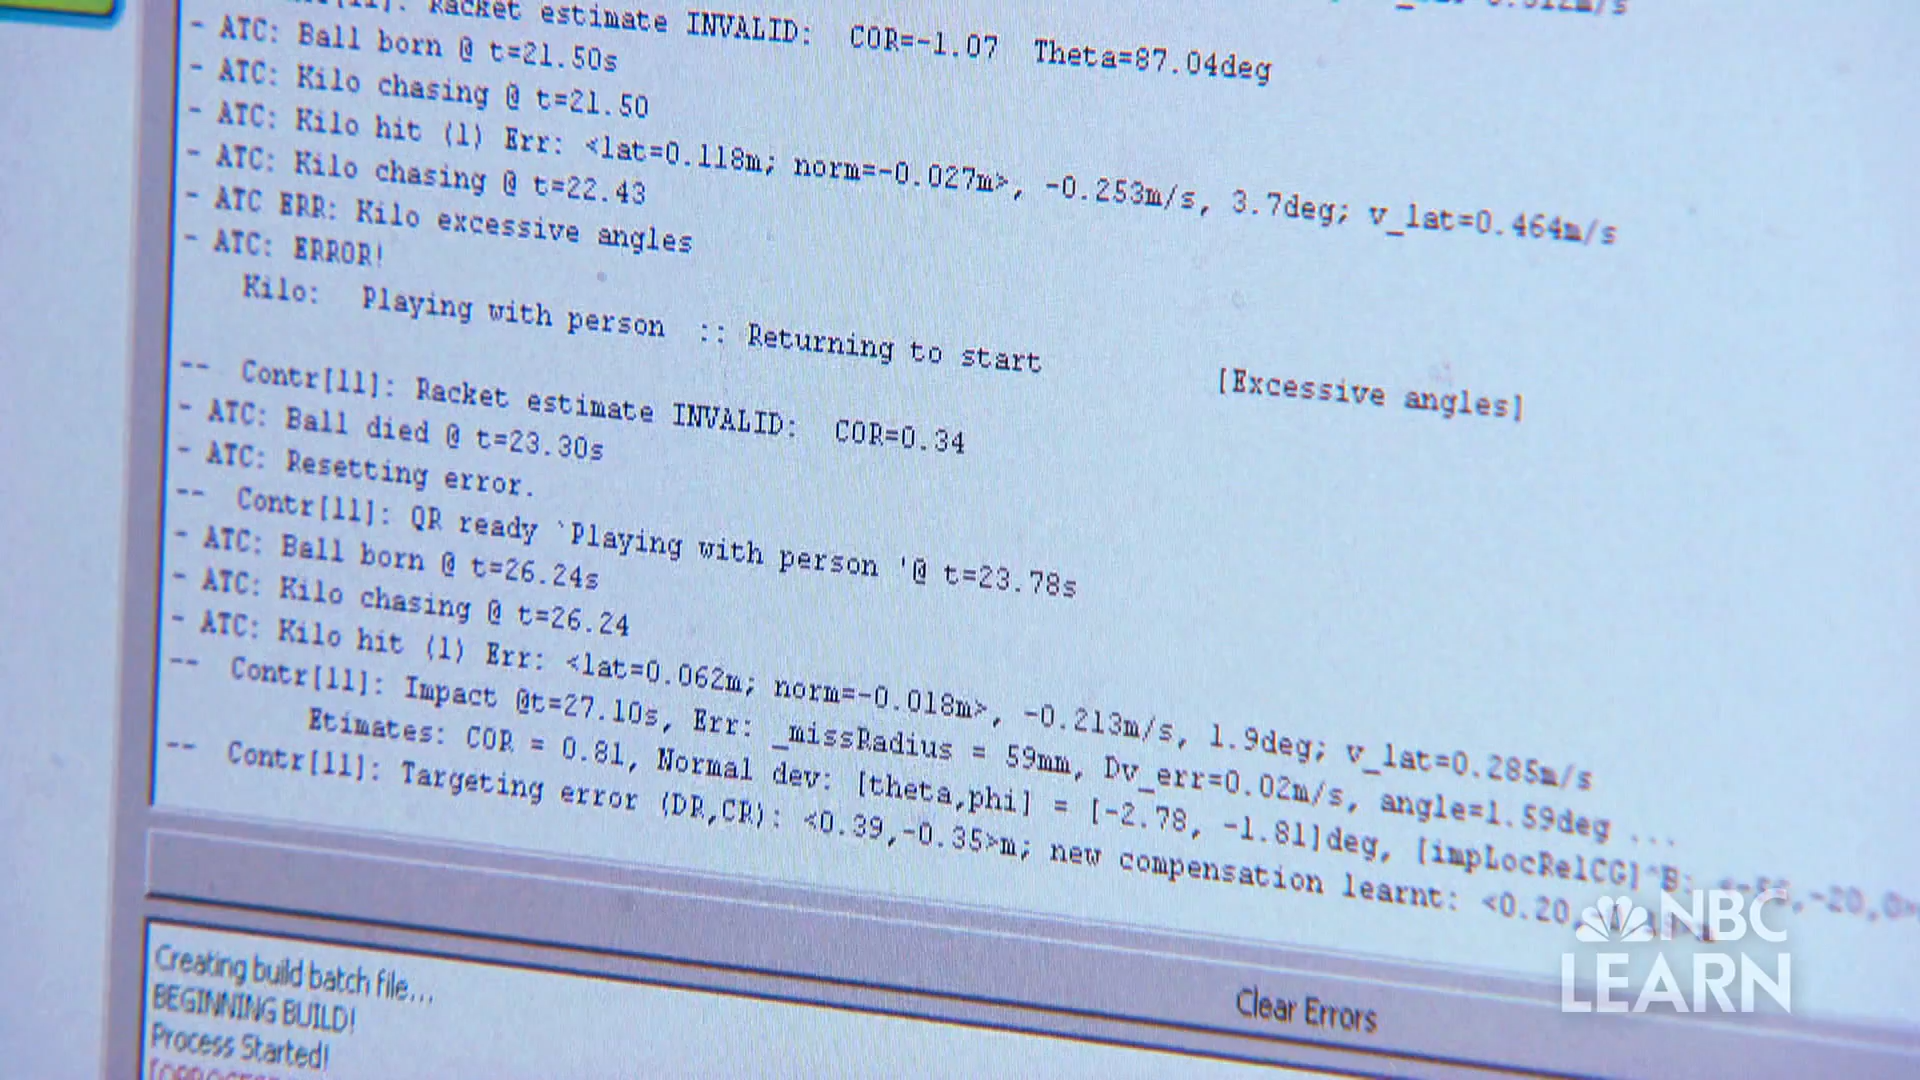 Racket estimate INVALID: COR=-1.07 Theta=87.04deg
- ATC: Ball born @ t=21.50s
- ATC: Kilo chasing @ t=21.50
- ATC: Kilo hit (1) Err: <lat=0.118m; norm=-0.027m>, -0.253m/s, 3.7deg; v_lat=0.464m/s
- ATC: Kilo chasing @ t=22.43
- ATC ERR: Kilo excessive angles
- ATC: ERROR!
Kilo: Playing with person :: Returning to start [Excessive angles]
-- Contr[11]: Racket estimate INVALID: COR=0.34
- ATC: Ball died @ t=23.30s
- ATC: Resetting error.
-- Contr[11]: QR ready `Playing with person '@ t=23.78s
- ATC: Ball born @ t=26.24s
- ATC: Kilo chasing @ t=26.24
- ATC: Kilo hit (1) Err: <lat=0.062m; norm=-0.018m>, -0.213m/s, 1.9deg; v_lat=0.285m/s
-- Contr[11]: Impact @t=27.10s, Err: _missRadius = 59mm, Dv_err=0.02m/s, angle=1.59deg ...
Etimates: COR = 0.81, Normal dev: [theta,phi] = [-2.78, -1.81]deg, [impLocRelCG]^B:
-- Contr[11]: Targeting error (DR,CR): <0.39,-0.35>m; new compensation learnt: <0.20,
Clear Errors
Creating build batch file...
BEGINNING BUILD!
Process Started!
NBC
LEARN